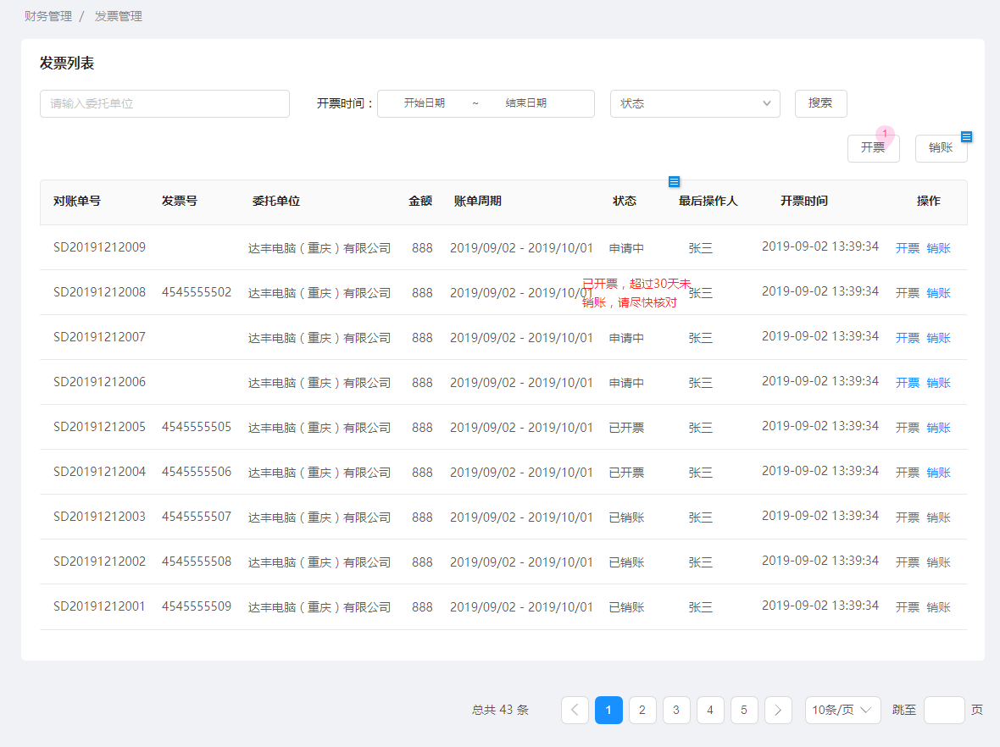 财务管理 / 发票管理
发票列表
请输入委托单位 开票时间： 开始日期 ~ 结束日期 状态 搜索
1
开票 销账
对账单号 发票号 委托单位 金额 账单周期 状态 最后操作人 开票时间 操作
SD20191212009 达丰电脑（重庆）有限公司 888 2019/09/02 - 2019/10/01 申请中 张三 2019-09-02 13:39:34 开票 销账
SD20191212008 4545555502 达丰电脑（重庆）有限公司 888 2019/09/02 - 2019/10/01 已开票，超过30天未 张三 2019-09-02 13:39:34 开票 销账
销账，请尽快核对
SD20191212007 达丰电脑（重庆）有限公司 888 2019/09/02 - 2019/10/01 申请中 张三 2019-09-02 13:39:34 开票 销账
SD20191212006 达丰电脑（重庆）有限公司 888 2019/09/02 - 2019/10/01 申请中 张三 2019-09-02 13:39:34 开票 销账
SD20191212005 4545555505 达丰电脑（重庆）有限公司 888 2019/09/02 - 2019/10/01 已开票 张三 2019-09-02 13:39:34 开票 销账
SD20191212004 4545555506 达丰电脑（重庆）有限公司 888 2019/09/02 - 2019/10/01 已开票 张三 2019-09-02 13:39:34 开票 销账
SD20191212003 4545555507 达丰电脑（重庆）有限公司 888 2019/09/02 - 2019/10/01 已销账 张三 2019-09-02 13:39:34 开票 销账
SD20191212002 4545555508 达丰电脑（重庆）有限公司 888 2019/09/02 - 2019/10/01 已销账 张三 2019-09-02 13:39:34 开票 销账
SD20191212001 4545555509 达丰电脑（重庆）有限公司 888 2019/09/02 - 2019/10/01 已销账 张三 2019-09-02 13:39:34 开票 销账
总共 43 条 1 2 3 4 5 10条/页 跳至 页